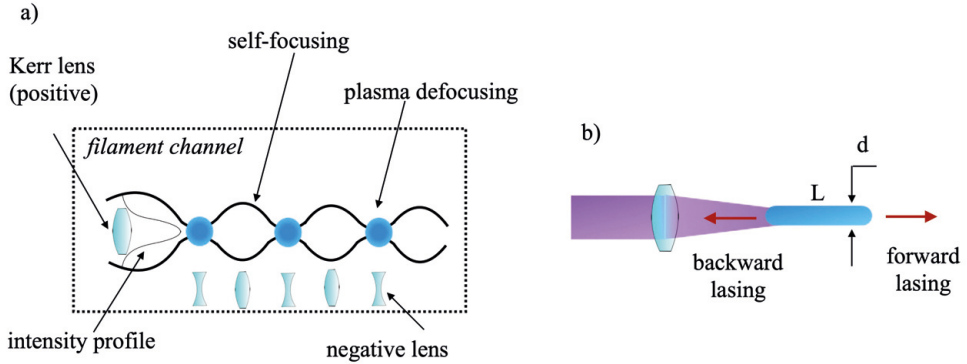 a)
self-focusing
Kerr lens
(positive)
plasma defocusing
filament channel
intensity profile
negative lens
b)
d
L
backward
lasing
forward
lasing